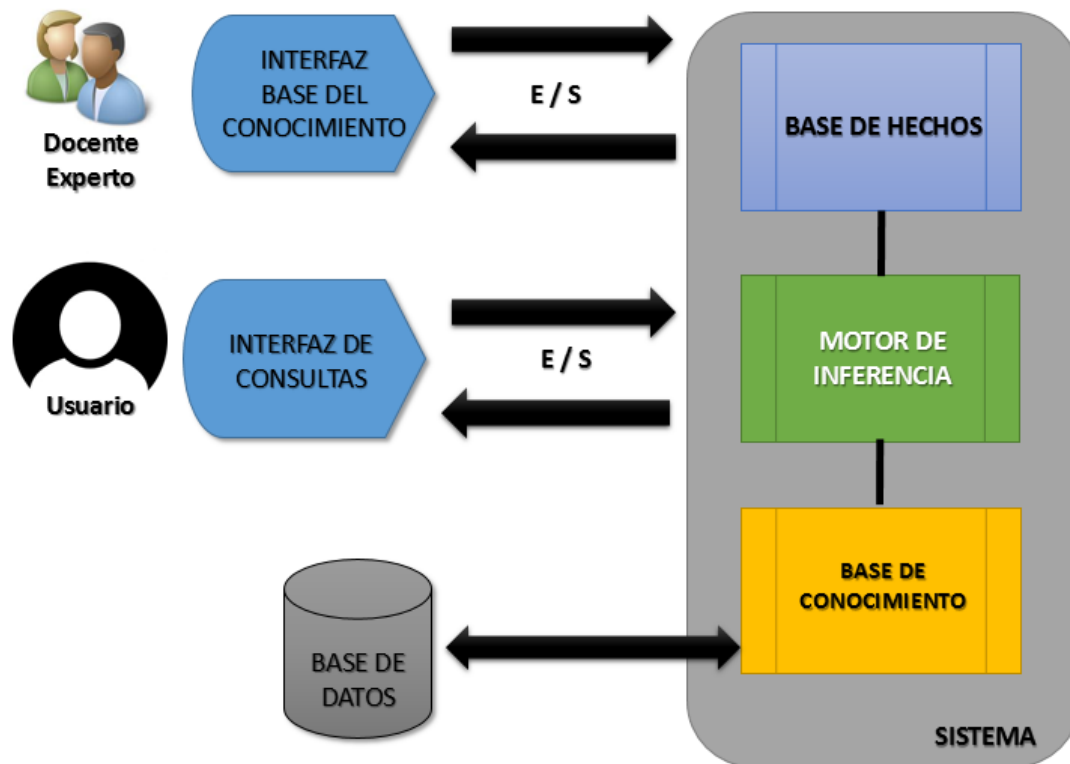 Docente
Experto
INTERFAZ
BASE DEL
CONOCIMIENTO
E / S
BASE DE HECHOS
Usuario
INTERFAZ DE
CONSULTAS
E / S
MOTOR DE
INFERENCIA
BASE DE
DATOS
BASE DE
CONOCIMIENTO
SISTEMA